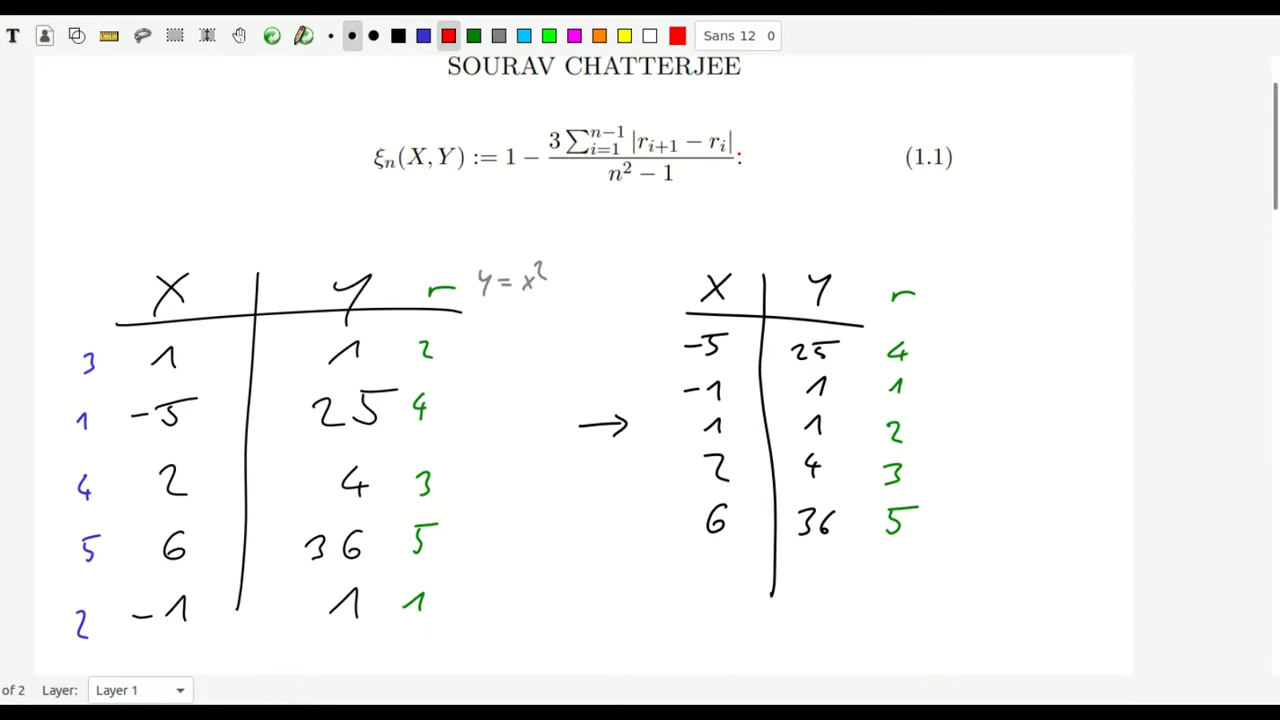 T Sans 12 0
SOURAV CHATTERJEE
ξn(X, Y) := 1 − 3∑_{i=1}^{n−1} |r_{i+1} − r_i| / n² − 1 : (1.1)
X Y r y = x²
3 1 1 2
1 -5 25 4
4 2 4 3
5 6 36 5
2 -1 1 1
→
X Y r
-5 25 4
-1 1 1
1 1 2
2 4 3
6 36 5
of 2 Layer: Layer 1